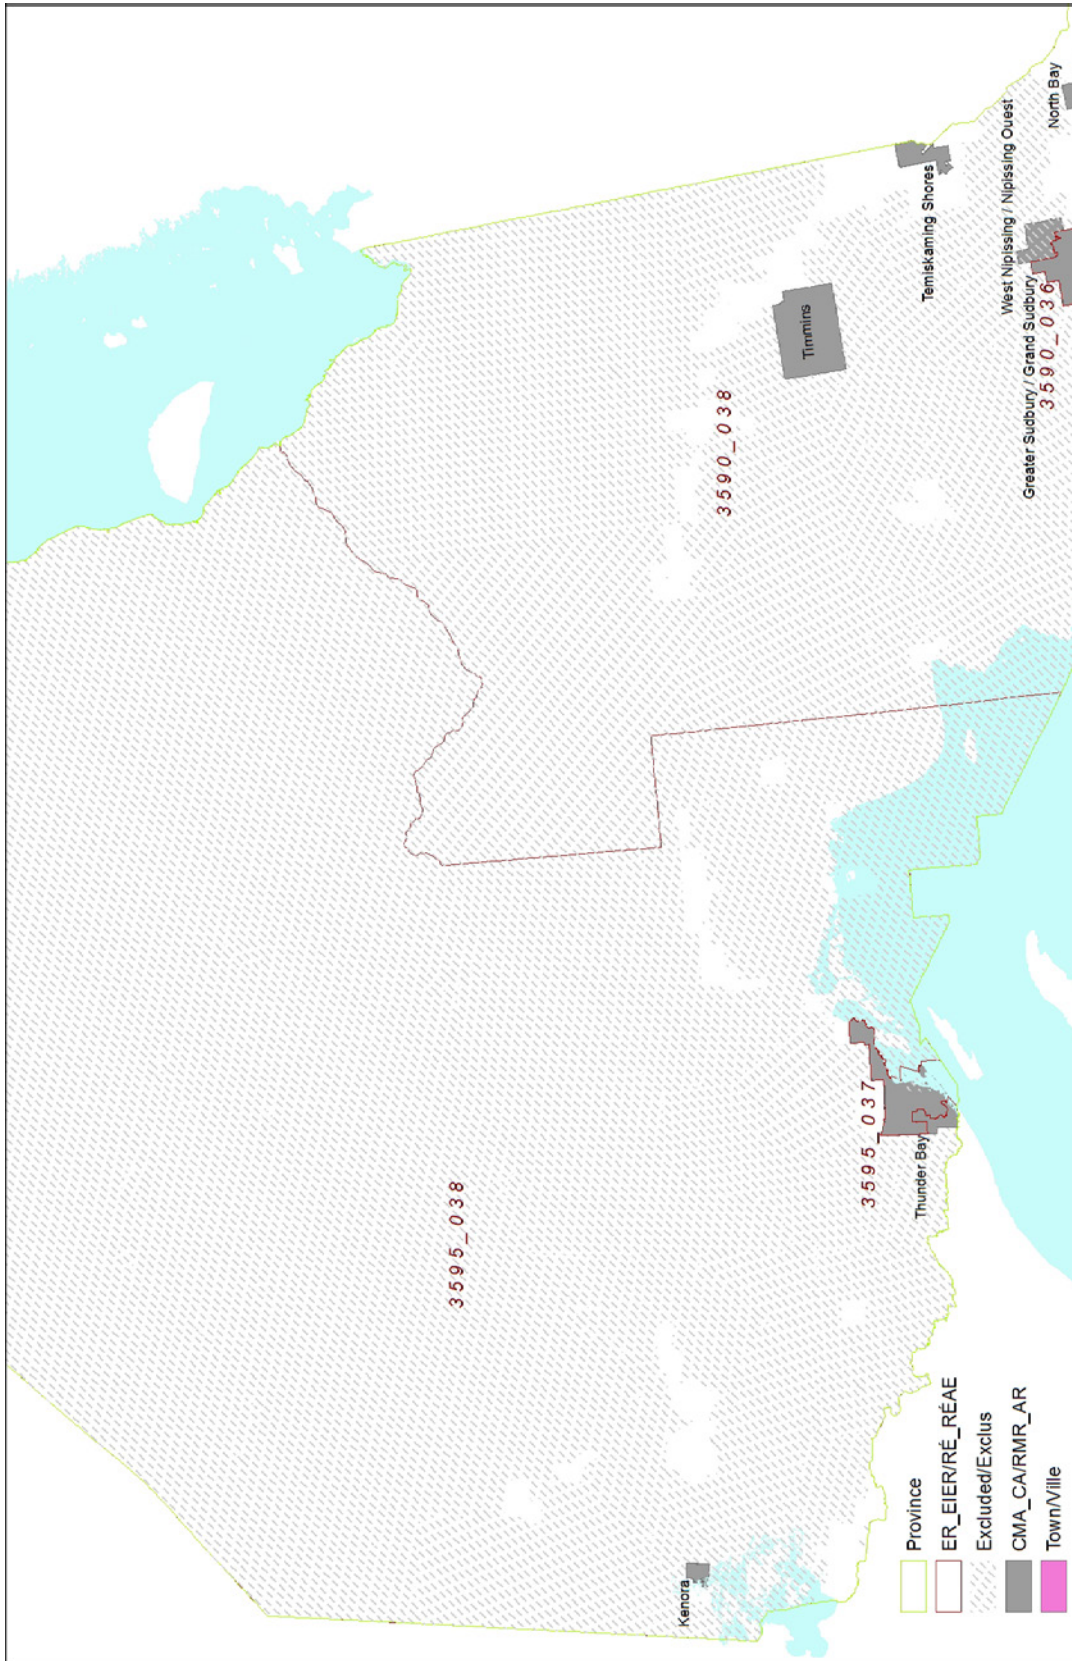 Kenora
3595_038
Thunder Bay
3595_037
3590_038
Timmins
Temiskaming Shores
Greater Sudbury / Grand Sudbury
3590_036
West Nipissing / Nipissing Ouest
North Bay
Province
ER_EIER/RÉ_RÉAE
Excluded/Exclus
CMA_CA/RMR_AR
Town/Ville